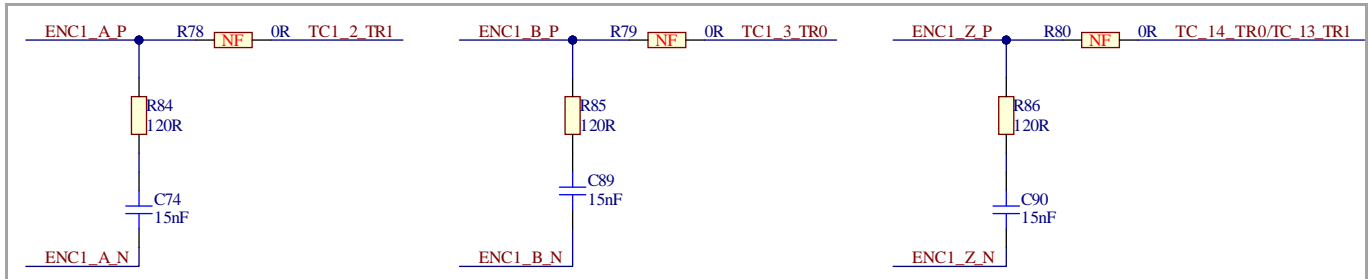 ENC1_A_P R78 NF 0R TC1_2_TR1
R84
120R
C74
15nF
ENC1_A_N
ENC1_B_P R79 NF 0R TC1_3_TR0
R85
120R
C89
15nF
ENC1_B_N
ENC1_Z_P R80 NF 0R TC_14_TR0/TC_13_TR1
R86
120R
C90
15nF
ENC1_Z_N